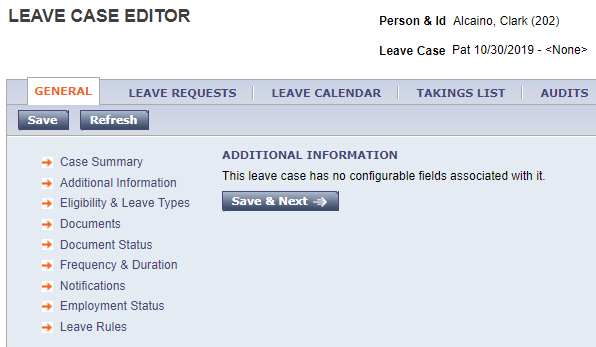 LEAVE CASE EDITOR
Person & Id Alcaino, Clark (202)
Leave Case Pat 10/30/2019 - <None>
GENERAL LEAVE REQUESTS LEAVE CALENDAR TAKINGS LIST AUDITS
Save Refresh
Case Summary
Additional Information
Eligibility & Leave Types
Documents
Document Status
Frequency & Duration
Notifications
Employment Status
Leave Rules
ADDITIONAL INFORMATION
This leave case has no configurable fields associated with it.
Save & Next